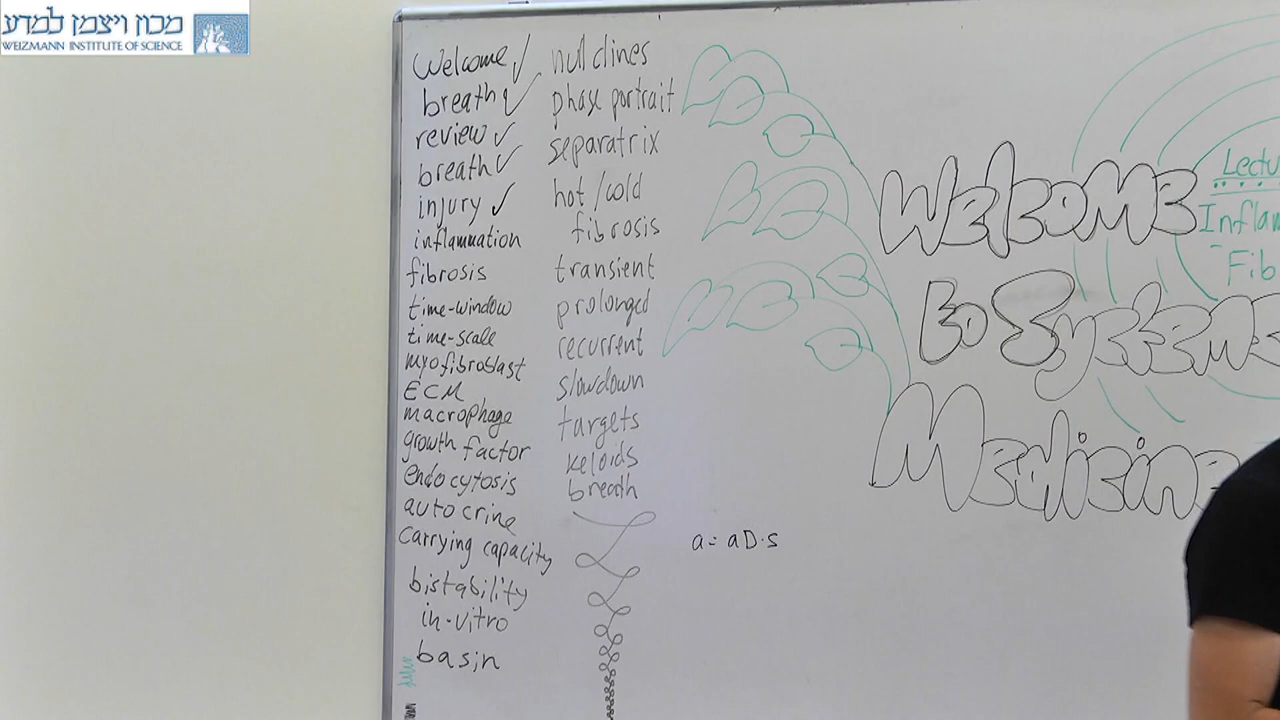 מכון ויצמן למדע
WEIZMANN INSTITUTE OF SCIENCE
Welcome ✓
breath ✓
review ✓
breath ✓
injury ✓
inflammation
fibrosis
time-window
time-scale
myofibroblast
ECM
macrophage
growth factor
endocytosis
autocrine
Carrying capacity
bistability
in-vitro
basin
nullclines
phase portrait
separatrix
hot/cold
fibrosis
transient
prolonged
recurrent
slowdown
targets
keloids
breath
a = aD·s
Welcome
to Systems
Medicine
Lectu
Inflam
Fib